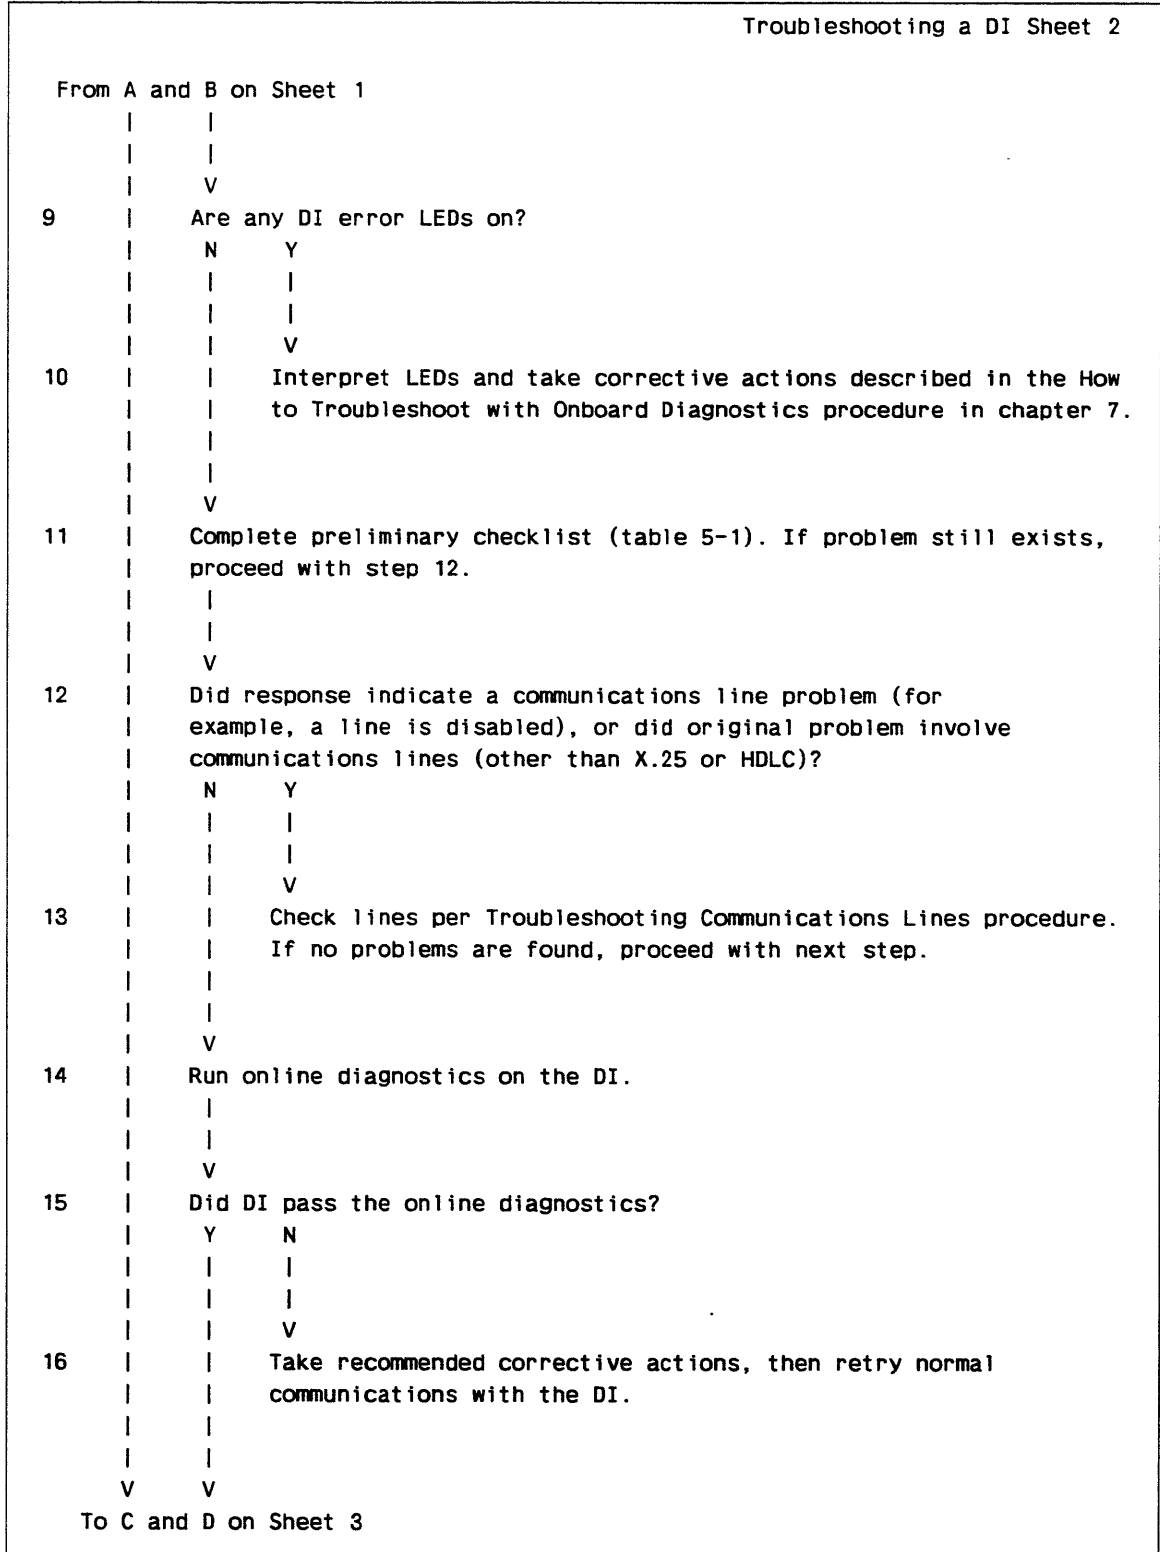 Troubleshooting a DI Sheet 2
From A and B on Sheet 1
V
9 Are any DI error LEDs on?
N Y
V
10 Interpret LEDs and take corrective actions described in the How
to Troubleshoot with Onboard Diagnostics procedure in chapter 7.
V
11 Complete preliminary checklist (table 5-1). If problem still exists,
proceed with step 12.
V
12 Did response indicate a communications line problem (for
example, a line is disabled), or did original problem involve
communications lines (other than X.25 or HDLC)?
N Y
V
13 Check lines per Troubleshooting Communications Lines procedure.
If no problems are found, proceed with next step.
V
14 Run online diagnostics on the DI.
V
15 Did DI pass the online diagnostics?
Y N
V
16 Take recommended corrective actions, then retry normal
communications with the DI.
V V
To C and D on Sheet 3